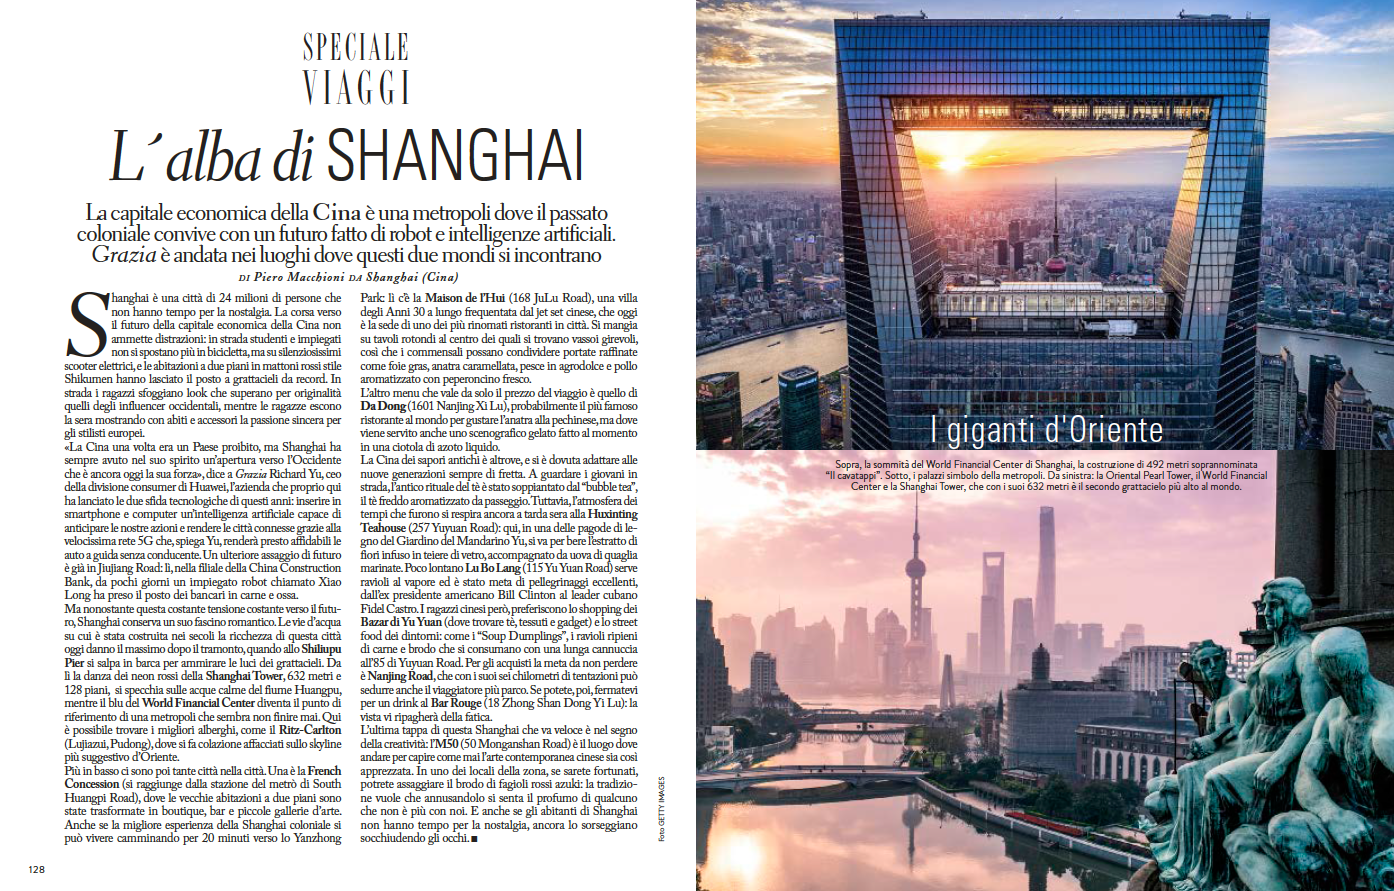 SPECIALE
VIAGGI
L´alba di SHANGHAI
La capitale economica della Cina è una metropoli dove il passato
coloniale convive con un futuro fatto di robot e intelligenze artificiali.
Grazia è andata nei luoghi dove questi due mondi si incontrano
DI Piero Macchioni DA Shanghai (Cina)
Shanghai è una città di 24 milioni di persone che
non hanno tempo per la nostalgia. La corsa verso
il futuro della capitale economica della Cina non
ammette distrazioni: in strada studenti e impiegati
non si spostano più in bicicletta, ma su silenziosissimi
scooter elettrici, e le abitazioni a due piani in mattoni rossi stile
Shikumen hanno lasciato il posto a grattacieli da record. In
strada i ragazzi sfoggiano look che superano per originalità
quelli degli influencer occidentali, mentre le ragazze escono
la sera mostrando con abiti e accessori la passione sincera per
gli stilisti europei.
«La Cina una volta era un Paese proibito, ma Shanghai ha
sempre avuto nel suo spirito un'apertura verso l'Occidente
che è ancora oggi la sua forza», dice a Grazia Richard Yu, ceo
della divisione consumer di Huawei, l'azienda che proprio qui
ha lanciato le due sfida tecnologiche di questi anni: inserire in
smartphone e computer un'intelligenza artificiale capace di
anticipare le nostre azioni e rendere le città connesse grazie alla
velocissima rete 5G che, spiega Yu, renderà presto affidabili le
auto a guida senza conducente. Un ulteriore assaggio di futuro
è già in Jiujiang Road: lì, nella filiale della China Construction
Bank, da pochi giorni un impiegato robot chiamato Xiao
Long ha preso il posto dei bancari in carne e ossa.
Ma nonostante questa costante tensione costante verso il futu-
ro, Shanghai conserva un suo fascino romantico. Le vie d'acqua
su cui è stata costruita nei secoli la ricchezza di questa città
oggi danno il massimo dopo il tramonto, quando allo Shiliupu
Pier si salpa in barca per ammirare le luci dei grattacieli. Da
lì la danza dei neon rossi della Shanghai Tower, 632 metri e
128 piani, si specchia sulle acque calme del fiume Huangpu,
mentre il blu del World Financial Center diventa il punto di
riferimento di una metropoli che sembra non finire mai. Qui
è possibile trovare i migliori alberghi, come il Ritz-Carlton
(Lujiazui, Pudong), dove si fa colazione affacciati sullo skyline
più suggestivo d'Oriente.
Più in basso ci sono poi tante città nella città. Una è la French
Concession (si raggiunge dalla stazione del metrò di South
Huangpi Road), dove le vecchie abitazioni a due piani sono
state trasformate in boutique, bar e piccole gallerie d'arte.
Anche se la migliore esperienza della Shanghai coloniale si
può vivere camminando per 20 minuti verso lo Yanzhong
Park: lì c'è la Maison de l'Hui (168 JuLu Road), una villa
degli Anni 30 a lungo frequentata dal jet set cinese, che oggi
è la sede di uno dei più rinomati ristoranti in città. Si mangia
su tavoli rotondi al centro dei quali si trovano vassoi girevoli,
così che i commensali possano condividere portate raffinate
come foie gras, anatra caramellata, pesce in agrodolce e pollo
aromatizzato con peperoncino fresco.
L'altro menu che vale da solo il prezzo del viaggio è quello di
Da Dong (1601 Nanjing Xi Lu), probabilmente il più famoso
ristorante al mondo per gustare l'anatra alla pechinese, ma dove
viene servito anche uno scenografico gelato fatto al momento
in una ciotola di azoto liquido.
La Cina dei sapori antichi è altrove, e si è dovuta adattare alle
nuove generazioni sempre di fretta. A guardare i giovani in
strada, l'antico rituale del tè è stato soppiantato dal "bubble tea",
il tè freddo aromatizzato da passeggio. Tuttavia, l'atmosfera dei
tempi che furono si respira ancora a tarda sera alla Huxinting
Teahouse (257 Yuyuan Road): qui, in una delle pagode di le-
gno del Giardino del Mandarino Yu, si va per bere l'estratto di
fiori infuso in teiere di vetro, accompagnato da uova di quaglia
marinate. Poco lontano Lu Bo Lang (115 Yu Yuan Road) serve
ravioli al vapore ed è stato meta di pellegrinaggi eccellenti,
dall'ex presidente americano Bill Clinton al leader cubano
Fidel Castro. I ragazzi cinesi però, preferiscono lo shopping dei
Bazar di Yu Yuan (dove trovare tè, tessuti e gadget) e lo street
food dei dintorni: come i "Soup Dumplings", i ravioli ripieni
di carne e brodo che si consumano con una lunga cannuccia
all'85 di Yuyuan Road. Per gli acquisti la meta da non perdere
è Nanjing Road, che con i suoi sei chilometri di tentazioni può
sedurre anche il viaggiatore più parco. Se potete, poi, fermatevi
per un drink al Bar Rouge (18 Zhong Shan Dong Yi Lu): la
vista vi ripagherà della fatica.
L'ultima tappa di questa Shanghai che va veloce è nel segno
della creatività: l'M50 (50 Monganshan Road) è il luogo dove
andare per capire come mai l'arte contemporanea cinese sia così
apprezzata. In uno dei locali della zona, se sarete fortunati,
potrete assaggiare il brodo di fagioli rossi azuki: la tradizio-
ne vuole che annusandolo si senta il profumo di qualcuno
che non è più con noi. E anche se gli abitanti di Shanghai
non hanno tempo per la nostalgia, ancora lo sorseggiano
socchiudendo gli occhi. ■
Foto GETTY IMAGES
128
I giganti d'Oriente
Sopra, la sommità del World Financial Center di Shanghai, la costruzione di 492 metri soprannominata
"Il cavatappi". Sotto, i palazzi simbolo della metropoli. Da sinistra: la Oriental Pearl Tower, il World Financial
Center e la Shanghai Tower, che con i suoi 632 metri è il secondo grattacielo più alto al mondo.